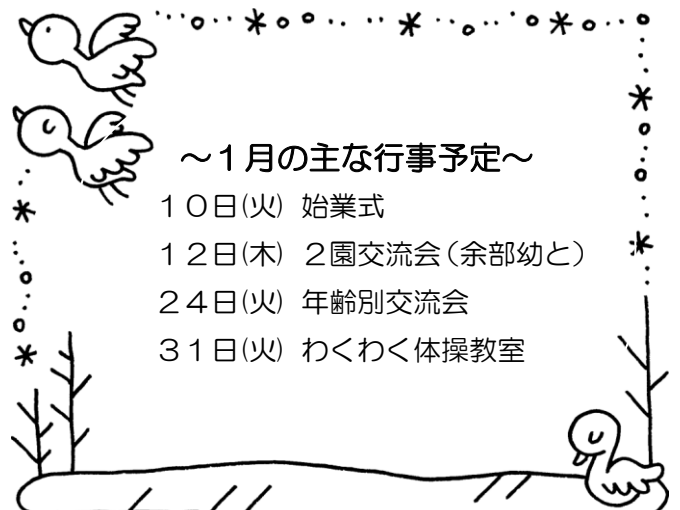 ～１月の主な行事予定～
１０日(火) 始業式
１２日(木) ２園交流会（余部幼と）
２４日(火) 年齢別交流会
３１日(火) わくわく体操教室